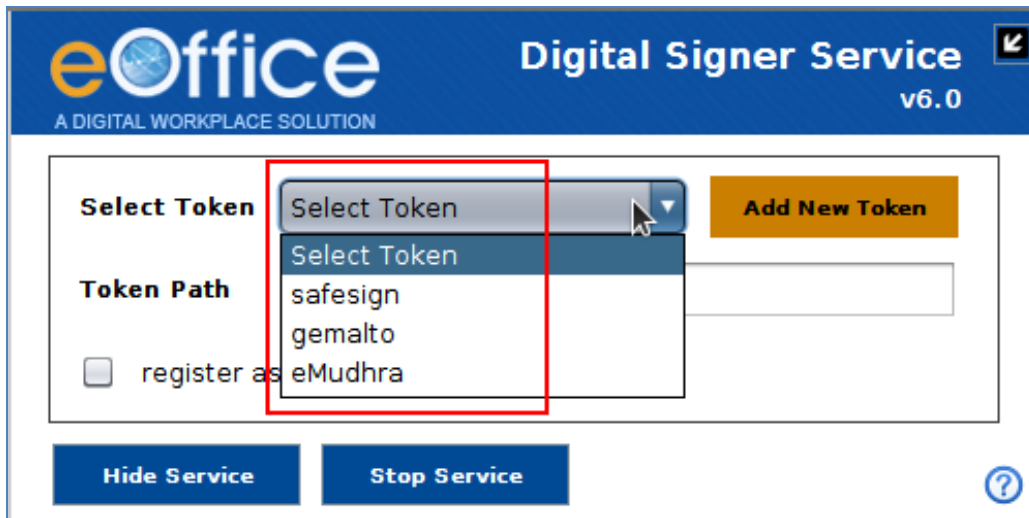 eOffice
A DIGITAL WORKPLACE SOLUTION
Digital Signer Service
v6.0
Select Token
Select Token
Add New Token
Select Token
Token Path
safesign
gemalto
register as
eMudhra
Hide Service
Stop Service
?